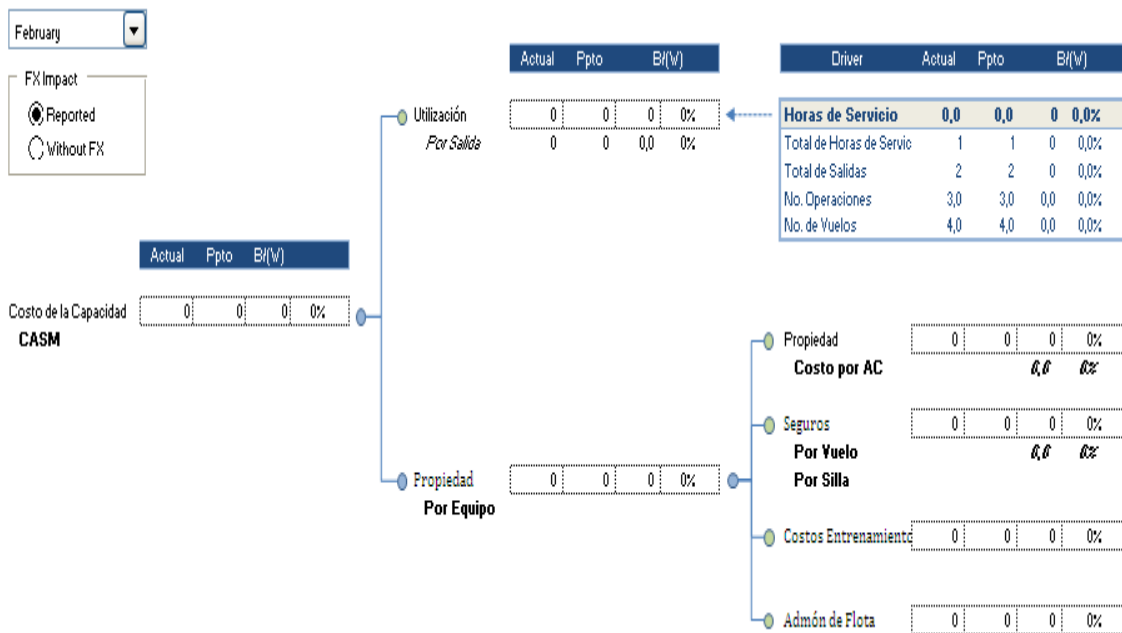 February
FX Impact
Reported
Without FX
Actual Ppto B/(W)
Costo de la Capacidad 0 0 0 0%
CASM
Actual Ppto B/(W)
Utilización 0 0 0 0%
Por Salida 0 0 0,0 0%
Driver Actual Ppto B/(W)
Horas de Servicio 0,0 0,0 0 0,0%
Total de Horas de Servic 1 1 0 0,0%
Total de Salidas 2 2 0 0,0%
No. Operaciones 3,0 3,0 0,0 0,0%
No. de Vuelos 4,0 4,0 0,0 0,0%
Propiedad 0 0 0 0%
Por Equipo
Propiedad 0 0 0 0%
Costo por AC 0,0 0%
Seguros 0 0 0 0%
Por Vuelo 0,0 0%
Por Silla
Costos Entrenamiento 0 0 0 0%
Admón de Flota 0 0 0 0%